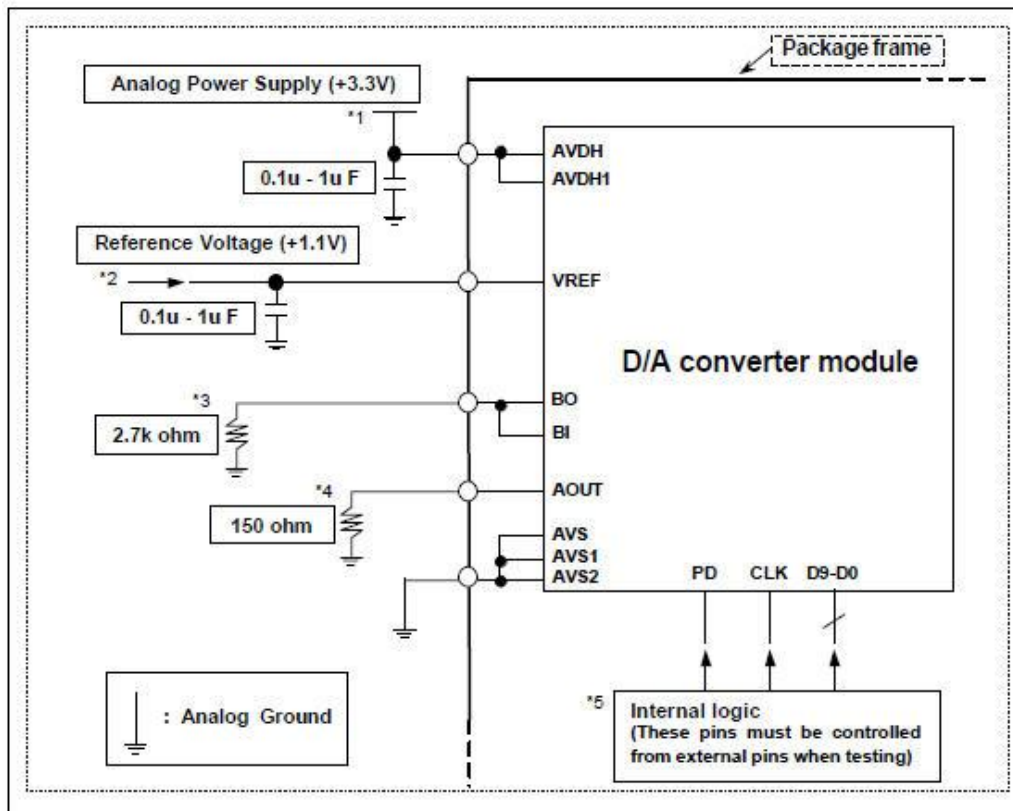 Package frame
Analog Power Supply (+3.3V)
*1
0.1u - 1u F
AVDH
AVDH1
Reference Voltage (+1.1V)
*2
0.1u - 1u F
VREF
D/A converter module
*3
2.7k ohm
BO
BI
*4
150 ohm
AOUT
AVS
AVS1
AVS2
PD CLK D9-D0
: Analog Ground
*5
Internal logic
(These pins must be controlled
from external pins when testing)